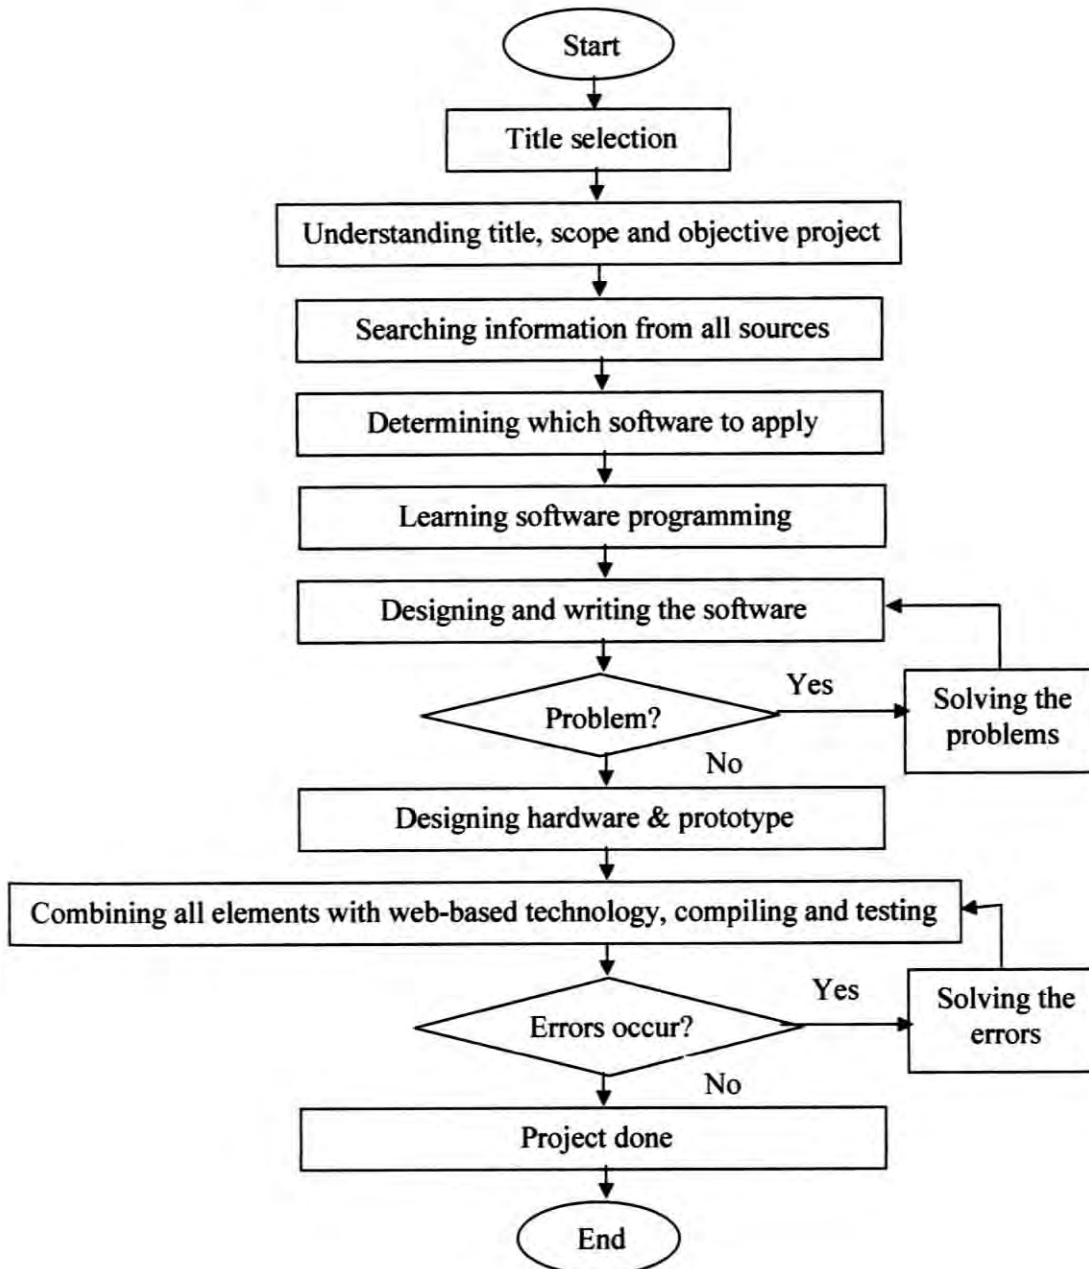 Start
Title selection
Understanding title, scope and objective project
Searching information from all sources
Determining which software to apply
Learning software programming
Designing and writing the software
Problem?
Yes
Solving the
problems
No
Designing hardware & prototype
Combining all elements with web-based technology, compiling and testing
Errors occur?
Yes
Solving the
errors
No
Project done
End